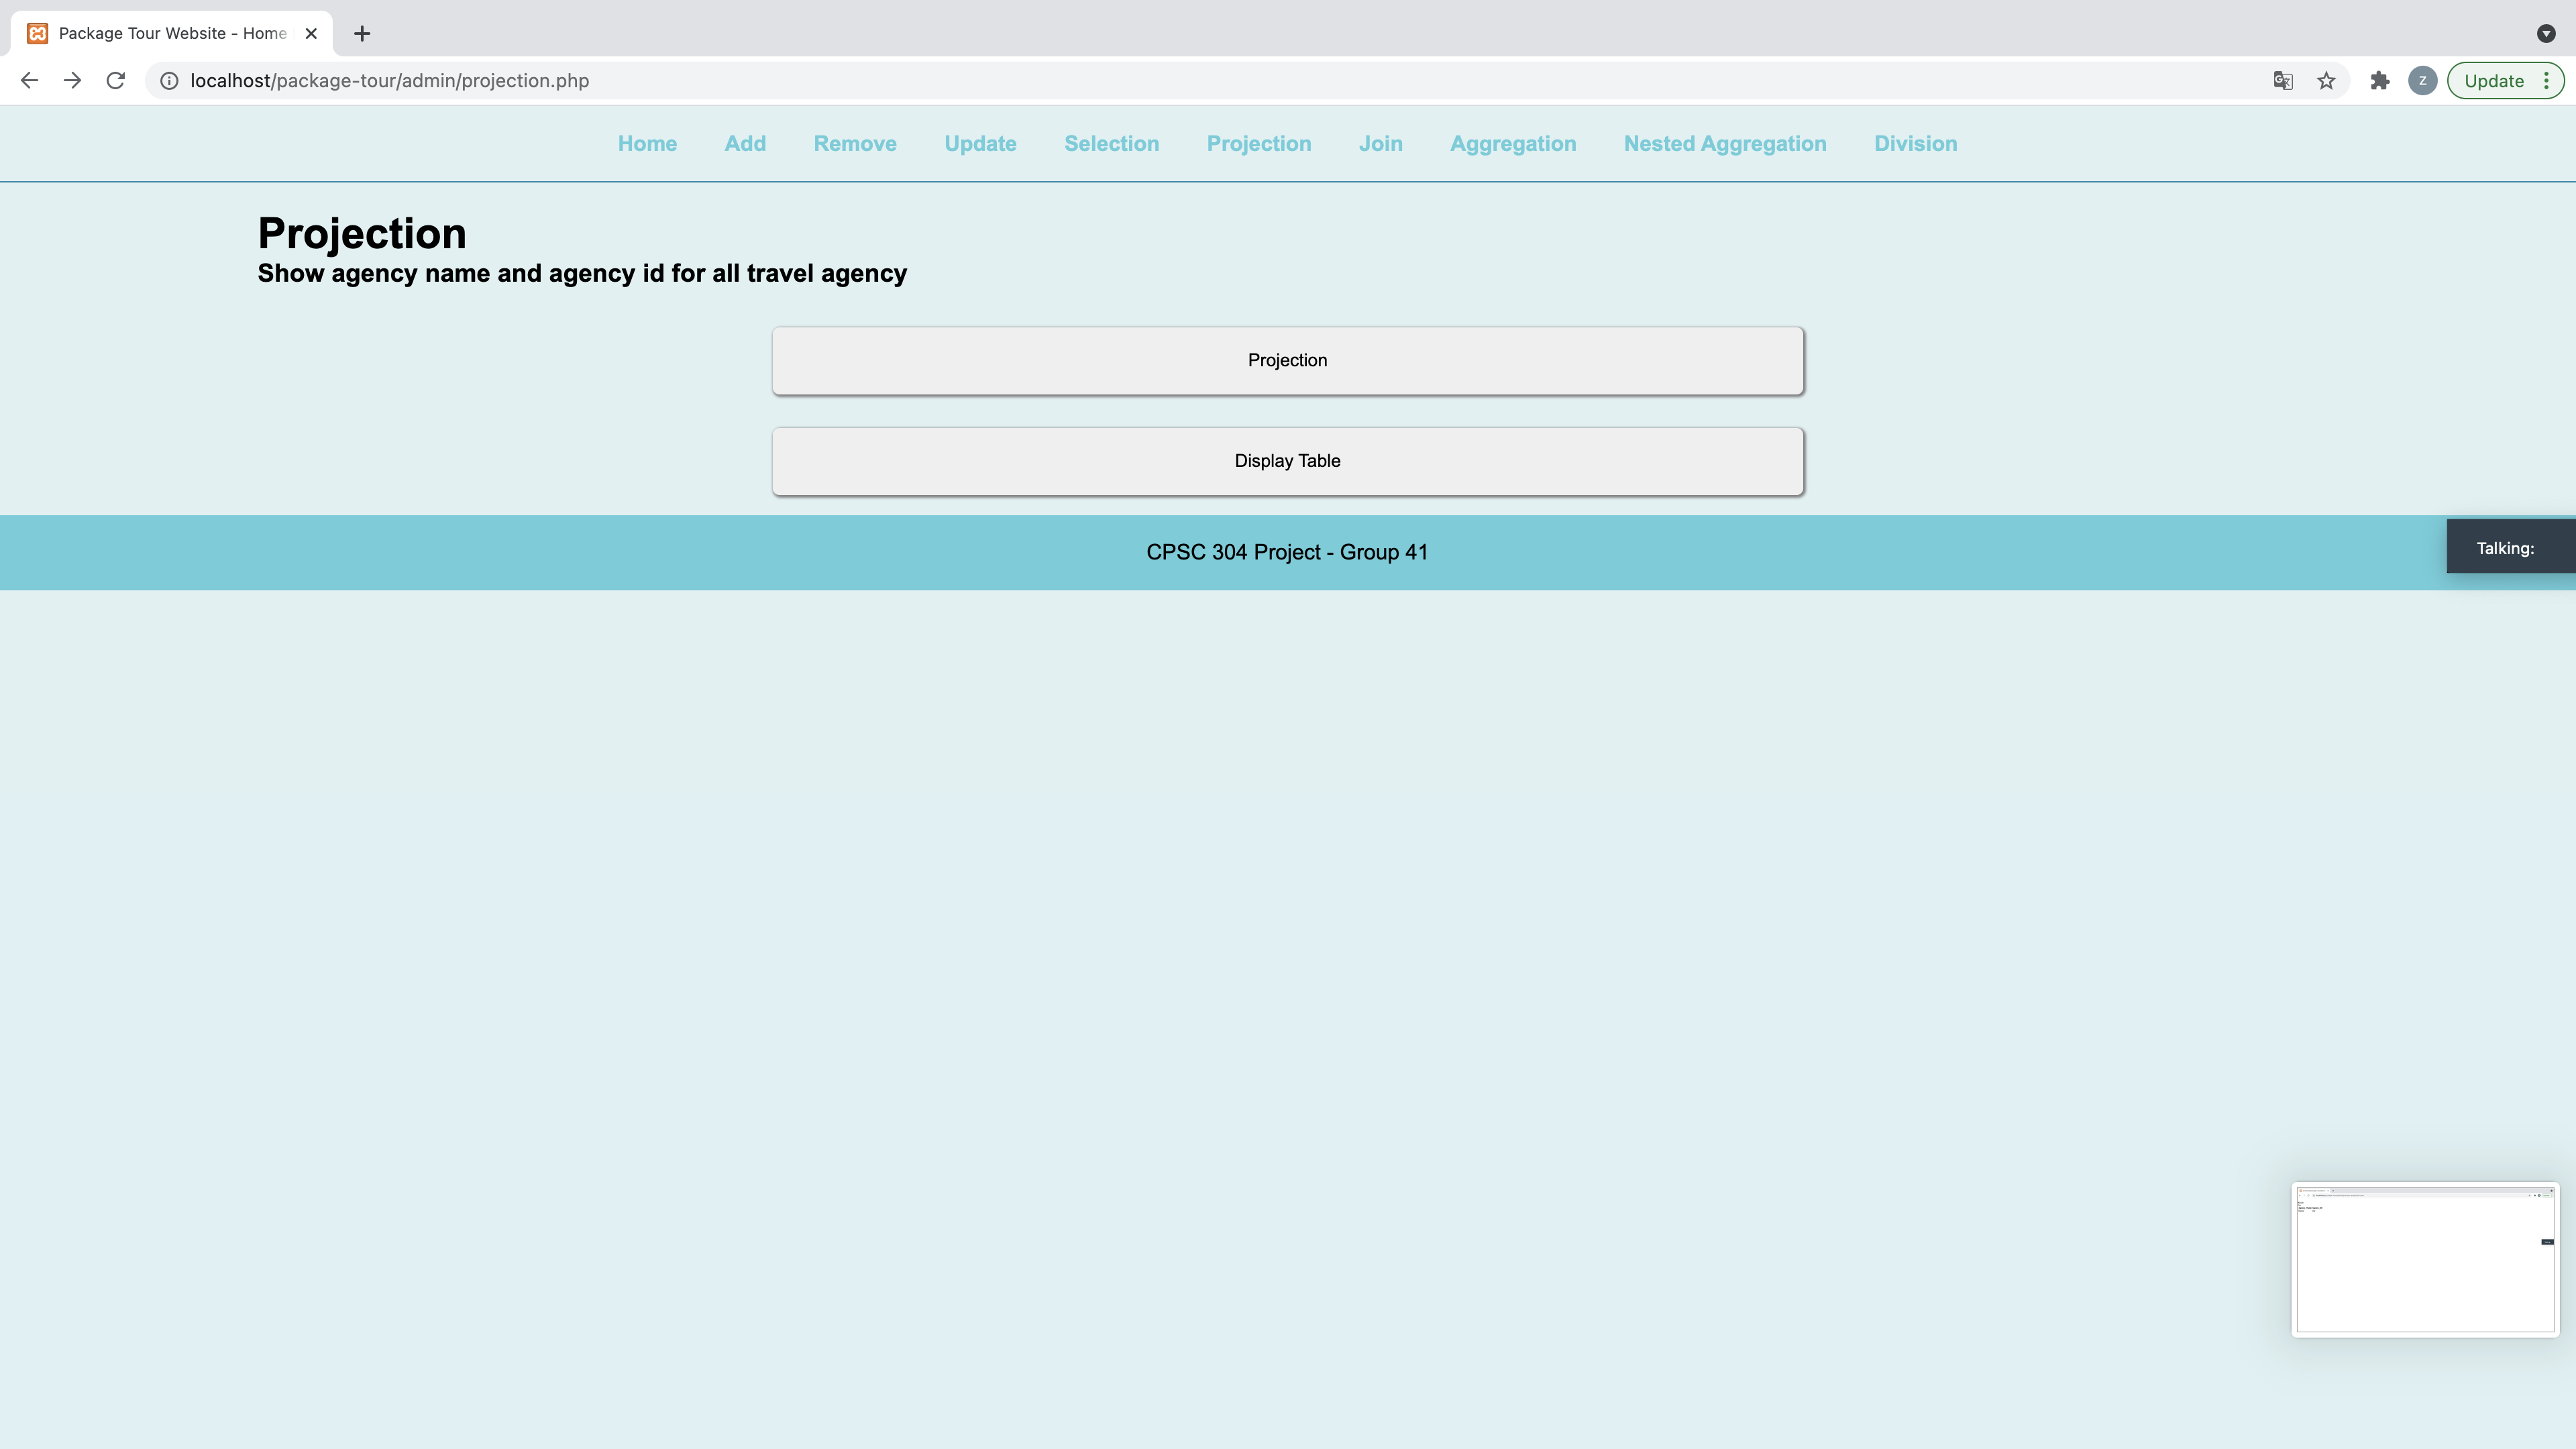 Package Tour Website - Home
localhost/package-tour/admin/projection.php
Z
Update
Home Add Remove Update Selection Projection Join Aggregation Nested Aggregation Division
Projection
Show agency name and agency id for all travel agency
Projection
Display Table
CPSC 304 Project - Group 41
Talking: